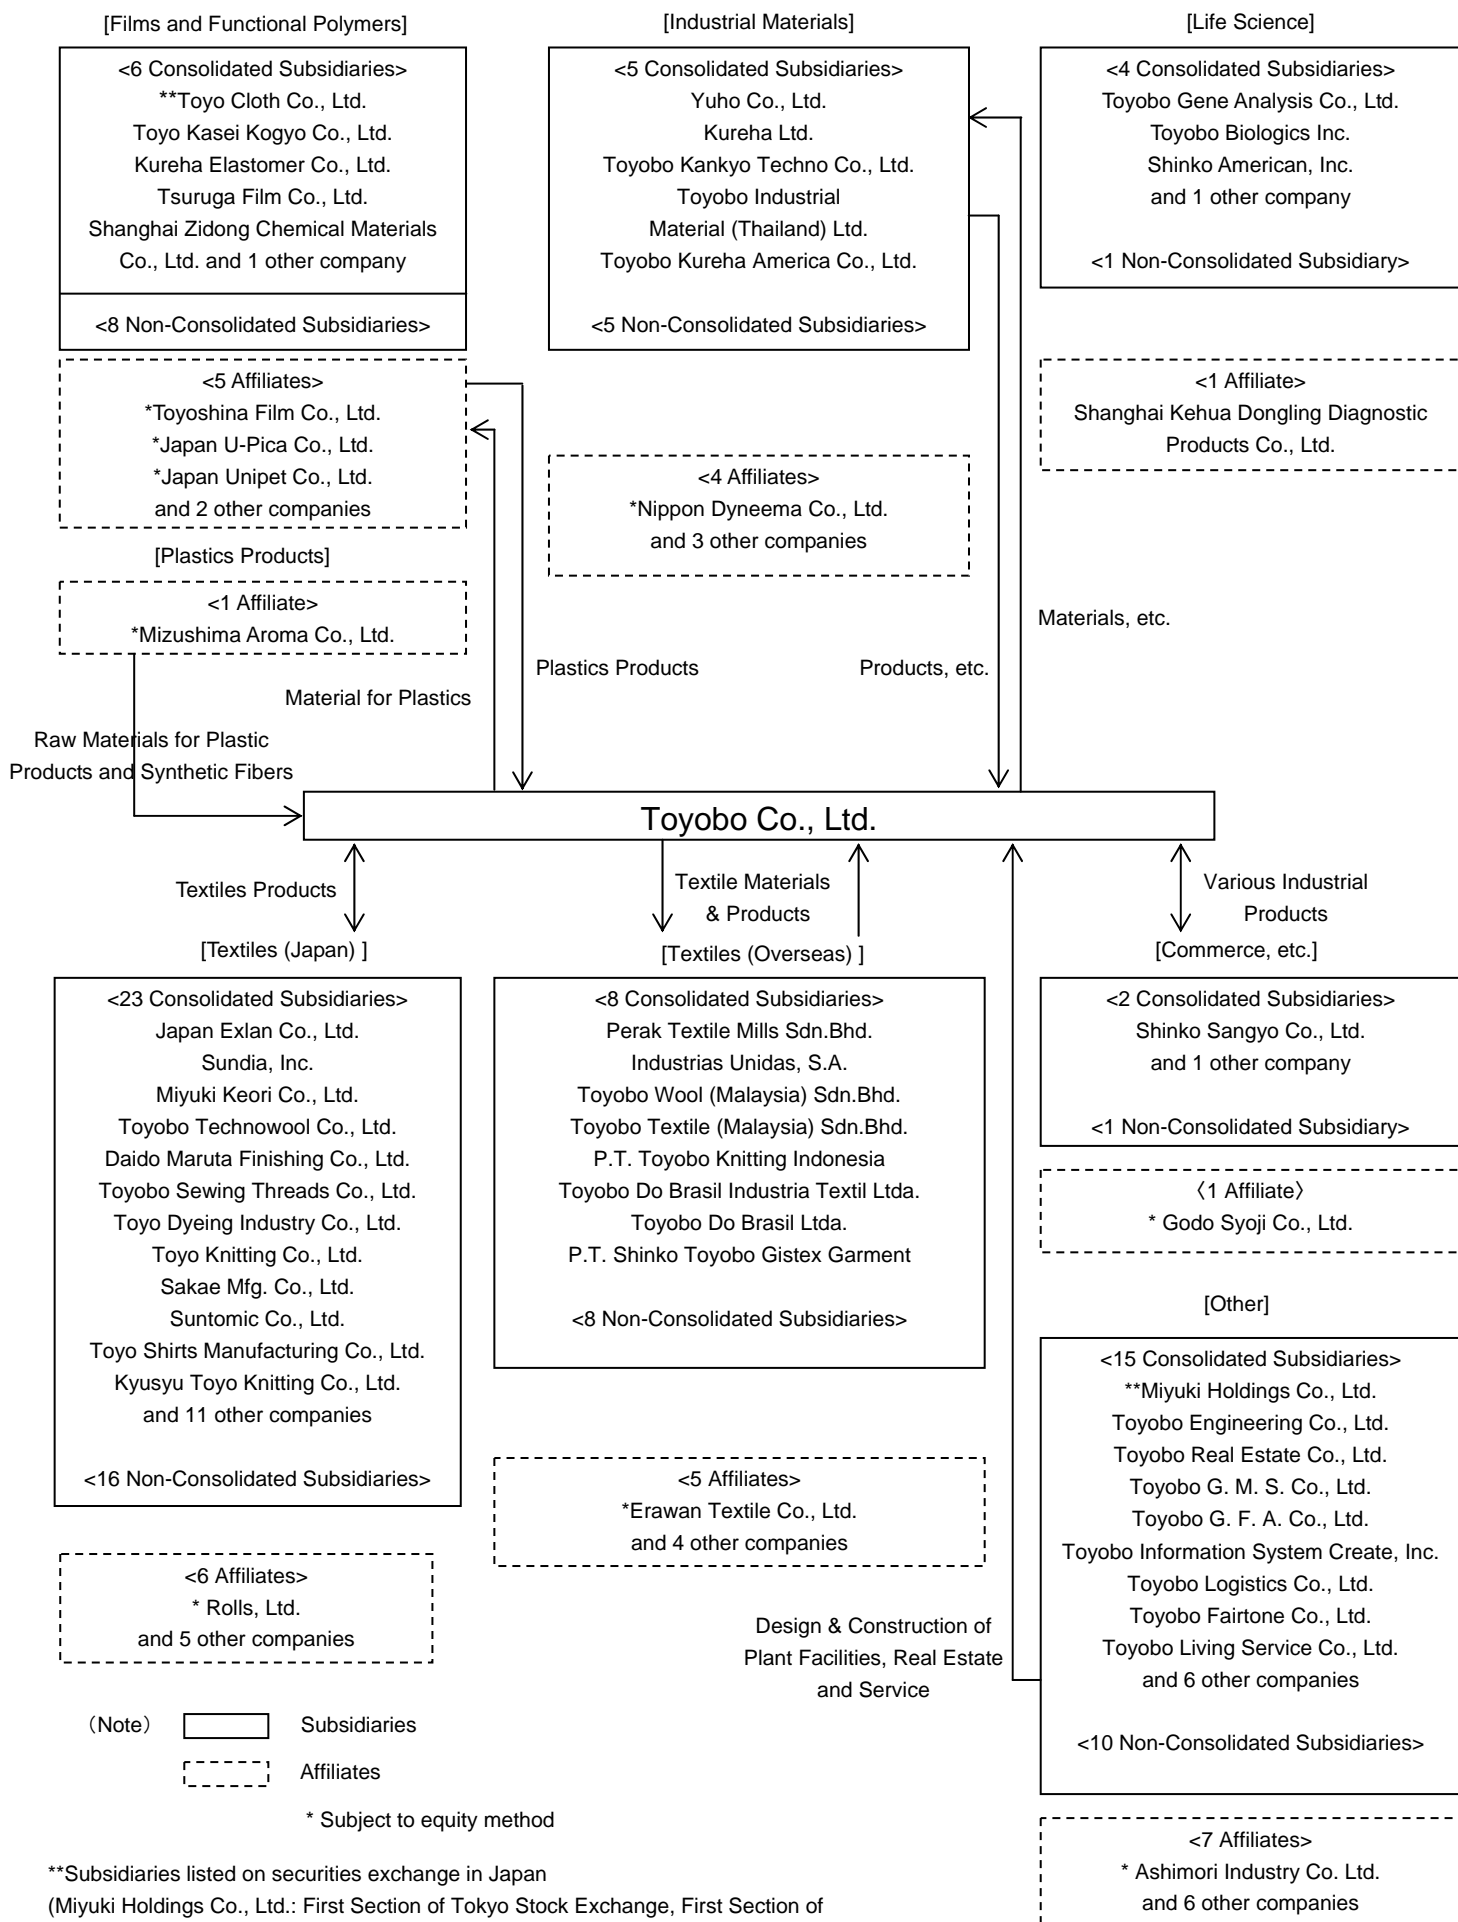 [Films and Functional Polymers]
<6 Consolidated Subsidiaries>
**Toyo Cloth Co., Ltd.
Toyo Kasei Kogyo Co., Ltd.
Kureha Elastomer Co., Ltd.
Tsuruga Film Co., Ltd.
Shanghai Zidong Chemical Materials
Co., Ltd. and 1 other company
<8 Non-Consolidated Subsidiaries>
<5 Affiliates>
*Toyoshina Film Co., Ltd.
*Japan U-Pica Co., Ltd.
*Japan Unipet Co., Ltd.
and 2 other companies
[Plastics Products]
<1 Affiliate>
*Mizushima Aroma Co., Ltd.
[Industrial Materials]
<5 Consolidated Subsidiaries>
Yuho Co., Ltd.
Kureha Ltd.
Toyobo Kankyo Techno Co., Ltd.
Toyobo Industrial
Material (Thailand) Ltd.
Toyobo Kureha America Co., Ltd.
<5 Non-Consolidated Subsidiaries>
<4 Affiliates>
*Nippon Dyneema Co., Ltd.
and 3 other companies
[Life Science]
<4 Consolidated Subsidiaries>
Toyobo Gene Analysis Co., Ltd.
Toyobo Biologics Inc.
Shinko American, Inc.
and 1 other company
<1 Non-Consolidated Subsidiary>
<1 Affiliate>
Shanghai Kehua Dongling Diagnostic
Products Co., Ltd.
Materials, etc.
Plastics Products
Products, etc.
Material for Plastics
Raw Materials for Plastic
Products and Synthetic Fibers
Toyobo Co., Ltd.
Textiles Products
Textile Materials
& Products
Various Industrial
Products
[Textiles (Japan) ]
<23 Consolidated Subsidiaries>
Japan Exlan Co., Ltd.
Sundia, Inc.
Miyuki Keori Co., Ltd.
Toyobo Technowool Co., Ltd.
Daido Maruta Finishing Co., Ltd.
Toyobo Sewing Threads Co., Ltd.
Toyo Dyeing Industry Co., Ltd.
Toyo Knitting Co., Ltd.
Sakae Mfg. Co., Ltd.
Suntomic Co., Ltd.
Toyo Shirts Manufacturing Co., Ltd.
Kyusyu Toyo Knitting Co., Ltd.
and 11 other companies
<16 Non-Consolidated Subsidiaries>
<6 Affiliates>
* Rolls, Ltd.
and 5 other companies
[Textiles (Overseas) ]
<8 Consolidated Subsidiaries>
Perak Textile Mills Sdn.Bhd.
Industrias Unidas, S.A.
Toyobo Wool (Malaysia) Sdn.Bhd.
Toyobo Textile (Malaysia) Sdn.Bhd.
P.T. Toyobo Knitting Indonesia
Toyobo Do Brasil Industria Textil Ltda.
Toyobo Do Brasil Ltda.
P.T. Shinko Toyobo Gistex Garment
<8 Non-Consolidated Subsidiaries>
<5 Affiliates>
*Erawan Textile Co., Ltd.
and 4 other companies
[Commerce, etc.]
<2 Consolidated Subsidiaries>
Shinko Sangyo Co., Ltd.
and 1 other company
<1 Non-Consolidated Subsidiary>
〈1 Affiliate〉
* Godo Syoji Co., Ltd.
[Other]
<15 Consolidated Subsidiaries>
**Miyuki Holdings Co., Ltd.
Toyobo Engineering Co., Ltd.
Toyobo Real Estate Co., Ltd.
Toyobo G. M. S. Co., Ltd.
Toyobo G. F. A. Co., Ltd.
Toyobo Information System Create, Inc.
Toyobo Logistics Co., Ltd.
Toyobo Fairtone Co., Ltd.
Toyobo Living Service Co., Ltd.
and 6 other companies
<10 Non-Consolidated Subsidiaries>
<7 Affiliates>
* Ashimori Industry Co. Ltd.
and 6 other companies
Design & Construction of
Plant Facilities, Real Estate
and Service
（Note） Subsidiaries
Affiliates
* Subject to equity method
**Subsidiaries listed on securities exchange in Japan
(Miyuki Holdings Co., Ltd.: First Section of Tokyo Stock Exchange, First Section of